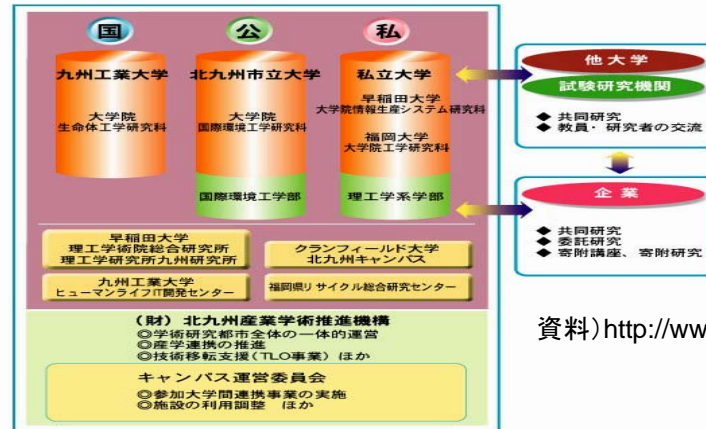 国
公
私
九州工業大学
大学院
生命体工学研究科
北九州市立大学
大学院
国際環境工学研究科
国際環境工学部
私立大学
早稲田大学
大学院情報生産システム研究科
福岡大学
大学院工学研究科
理工学系学部
早稲田大学
理工学術院総合研究所
理工学研究所九州研究所
クランフィールド大学
北九州キャンパス
九州工業大学
ヒューマンライフIT開発センター
福岡県リサイクル総合研究センター
(財)北九州産業学術推進機構
◎学術研究都市全体の一体的運営
◎産学連携の推進
◎技術移転支援(TLO事業)ほか
キャンパス運営委員会
◎参加大学間連携事業の実施
◎施設の利用調整 ほか
他大学
試験研究機関
◆ 共同研究
◆ 教員・研究者の交流
企業
◆ 共同研究
◆ 委託研究
◆ 寄附講座、寄附研究
資料)http://ww